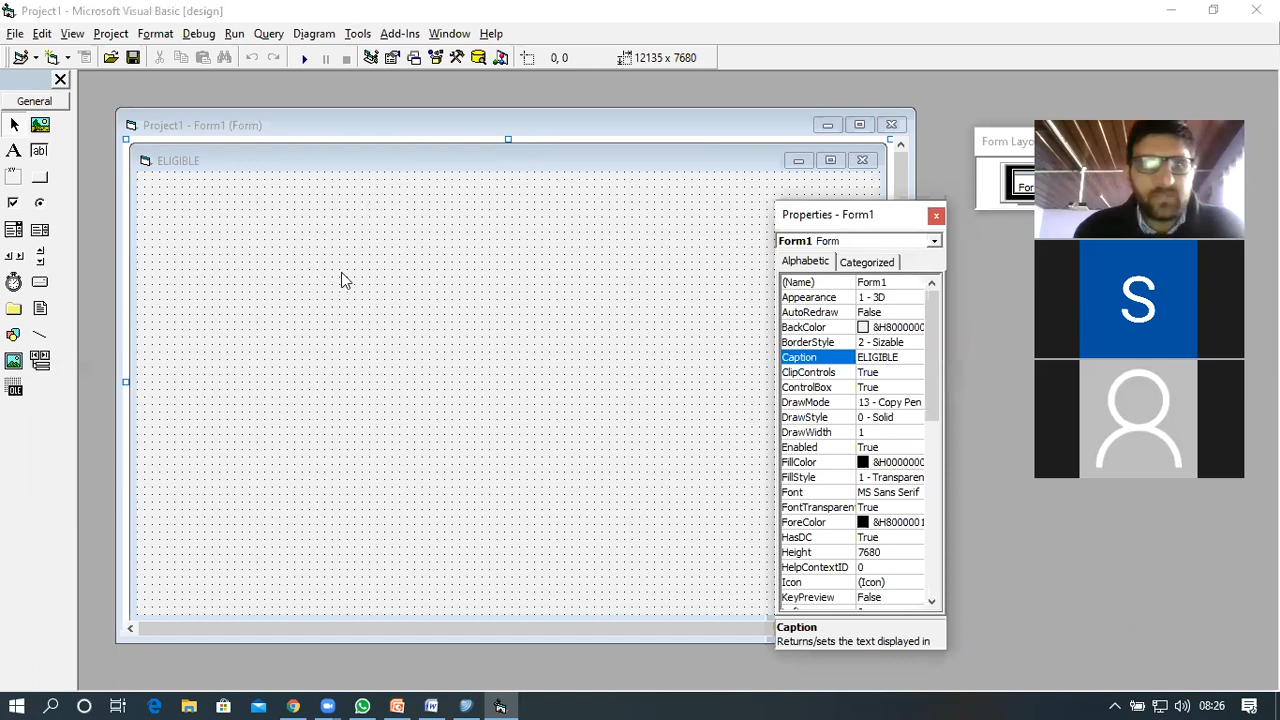 Project1 - Microsoft Visual Basic [design]
File Edit View Project Format Debug Run Query Diagram Tools Add-Ins Window Help
0, 0 12135 x 7680
General
Project1 - Form1 (Form)
ELIGIBLE
Form Layo
For
S
Properties - Form1
Form1 Form
Alphabetic Categorized
(Name) Form1
Appearance 1 - 3D
AutoRedraw False
BackColor &H8000000
BorderStyle 2 - Sizable
Caption ELIGIBLE
ClipControls True
ControlBox True
DrawMode 13 - Copy Pen
DrawStyle 0 - Solid
DrawWidth 1
Enabled True
FillColor &H0000000
FillStyle 1 - Transparen
Font MS Sans Serif
FontTransparen True
ForeColor &H8000001
HasDC True
Height 7680
HelpContextID 0
Icon (Icon)
KeyPreview False
Caption
Returns/sets the text displayed in
08:26